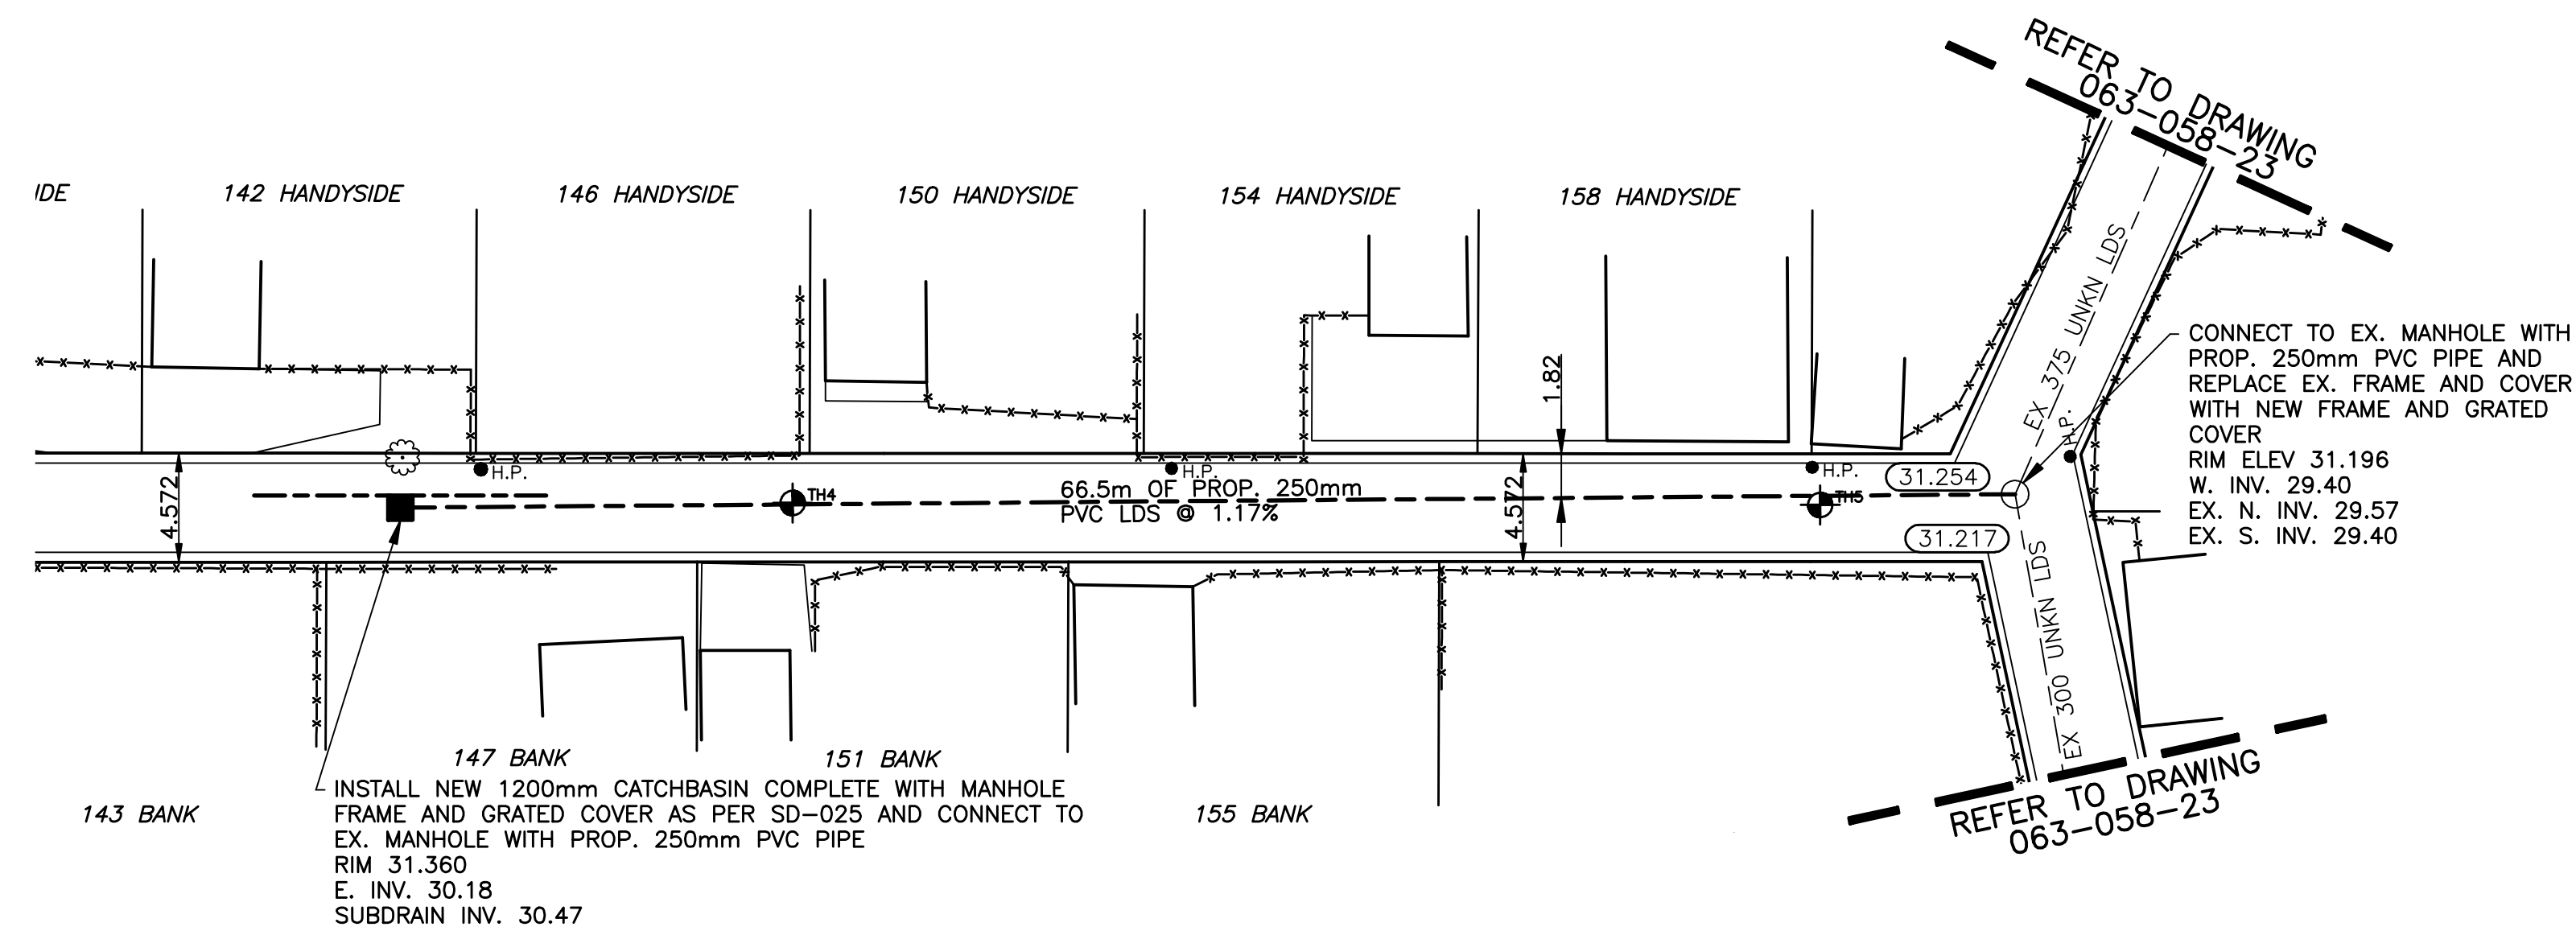 REFER TO DRAWING
063-058-23
IDE
142 HANDYSIDE
146 HANDYSIDE
150 HANDYSIDE
154 HANDYSIDE
158 HANDYSIDE
EX 375 UNKN LDS
CONNECT TO EX. MANHOLE WITH
PROP. 250mm PVC PIPE AND
REPLACE EX. FRAME AND COVER
WITH NEW FRAME AND GRATED
COVER
RIM ELEV 31.196
W. INV. 29.40
EX. N. INV. 29.57
EX. S. INV. 29.40
1.82
H.P.
H.P.
H.P.
H.P.
31.254
4.572
TH4
66.5m OF PROP. 250mm
PVC LDS @ 1.17%
4.572
TH5
31.217
EX 300 UNKN LDS
147 BANK
151 BANK
143 BANK
155 BANK
INSTALL NEW 1200mm CATCHBASIN COMPLETE WITH MANHOLE
FRAME AND GRATED COVER AS PER SD-025 AND CONNECT TO
EX. MANHOLE WITH PROP. 250mm PVC PIPE
RIM 31.360
E. INV. 30.18
SUBDRAIN INV. 30.47
REFER TO DRAWING
063-058-23